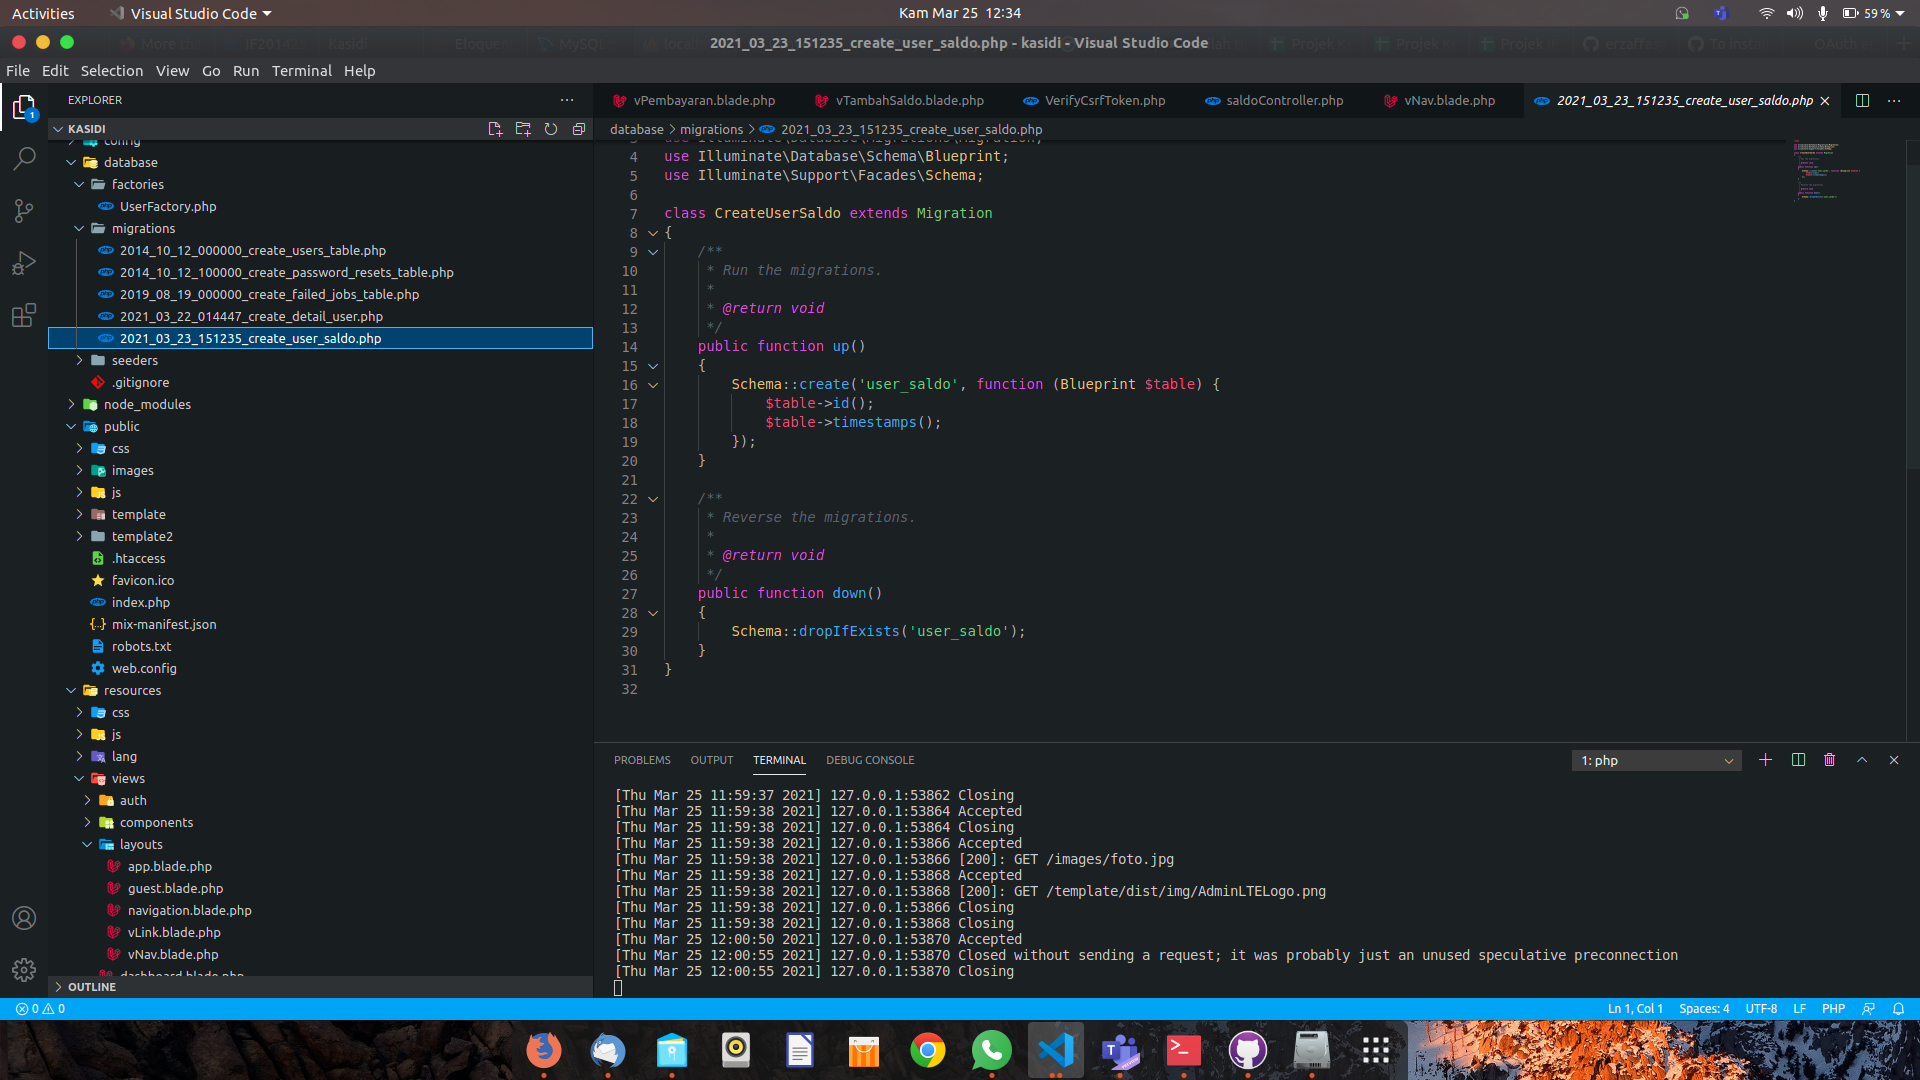 Activities
Visual Studio Code
Kam Mar 25 12:34
59 %
2021_03_23_151235_create_user_saldo.php - kasidi - Visual Studio Code
File Edit Selection View Go Run Terminal Help
EXPLORER
1
KASIDI
config
database
factories
UserFactory.php
migrations
2014_10_12_000000_create_users_table.php
2014_10_12_100000_create_password_resets_table.php
2019_08_19_000000_create_failed_jobs_table.php
2021_03_22_014447_create_detail_user.php
2021_03_23_151235_create_user_saldo.php
seeders
.gitignore
node_modules
public
css
images
js
template
template2
.htaccess
favicon.ico
index.php
mix-manifest.json
robots.txt
web.config
resources
css
js
lang
views
auth
components
layouts
app.blade.php
guest.blade.php
navigation.blade.php
vLink.blade.php
vNav.blade.php
dashboard.blade.php
OUTLINE
vPembayaran.blade.php
vTambahSaldo.blade.php
VerifyCsrfToken.php
saldoController.php
vNav.blade.php
2021_03_23_151235_create_user_saldo.php
database > migrations > 2021_03_23_151235_create_user_saldo.php
3 use Illuminate\Database\Migrations\Migration;
4 use Illuminate\Database\Schema\Blueprint;
5 use Illuminate\Support\Facades\Schema;
6
7 class CreateUserSaldo extends Migration
8 {
9     /**
10      * Run the migrations.
11      *
12      * @return void
13      */
14     public function up()
15     {
16         Schema::create('user_saldo', function (Blueprint $table) {
17             $table->id();
18             $table->timestamps();
19         });
20     }
21
22     /**
23      * Reverse the migrations.
24      *
25      * @return void
26      */
27     public function down()
28     {
29         Schema::dropIfExists('user_saldo');
30     }
31 }
32
PROBLEMS OUTPUT TERMINAL DEBUG CONSOLE
1: php
[Thu Mar 25 11:59:37 2021] 127.0.0.1:53862 Closing
[Thu Mar 25 11:59:38 2021] 127.0.0.1:53864 Accepted
[Thu Mar 25 11:59:38 2021] 127.0.0.1:53864 Closing
[Thu Mar 25 11:59:38 2021] 127.0.0.1:53866 Accepted
[Thu Mar 25 11:59:38 2021] 127.0.0.1:53866 [200]: GET /images/foto.jpg
[Thu Mar 25 11:59:38 2021] 127.0.0.1:53868 Accepted
[Thu Mar 25 11:59:38 2021] 127.0.0.1:53868 [200]: GET /template/dist/img/AdminLTELogo.png
[Thu Mar 25 11:59:38 2021] 127.0.0.1:53866 Closing
[Thu Mar 25 11:59:38 2021] 127.0.0.1:53868 Closing
[Thu Mar 25 12:00:50 2021] 127.0.0.1:53870 Accepted
[Thu Mar 25 12:00:55 2021] 127.0.0.1:53870 Closed without sending a request; it was probably just an unused speculative preconnection
[Thu Mar 25 12:00:55 2021] 127.0.0.1:53870 Closing
0 0
Ln 1, Col 1 Spaces: 4 UTF-8 LF PHP